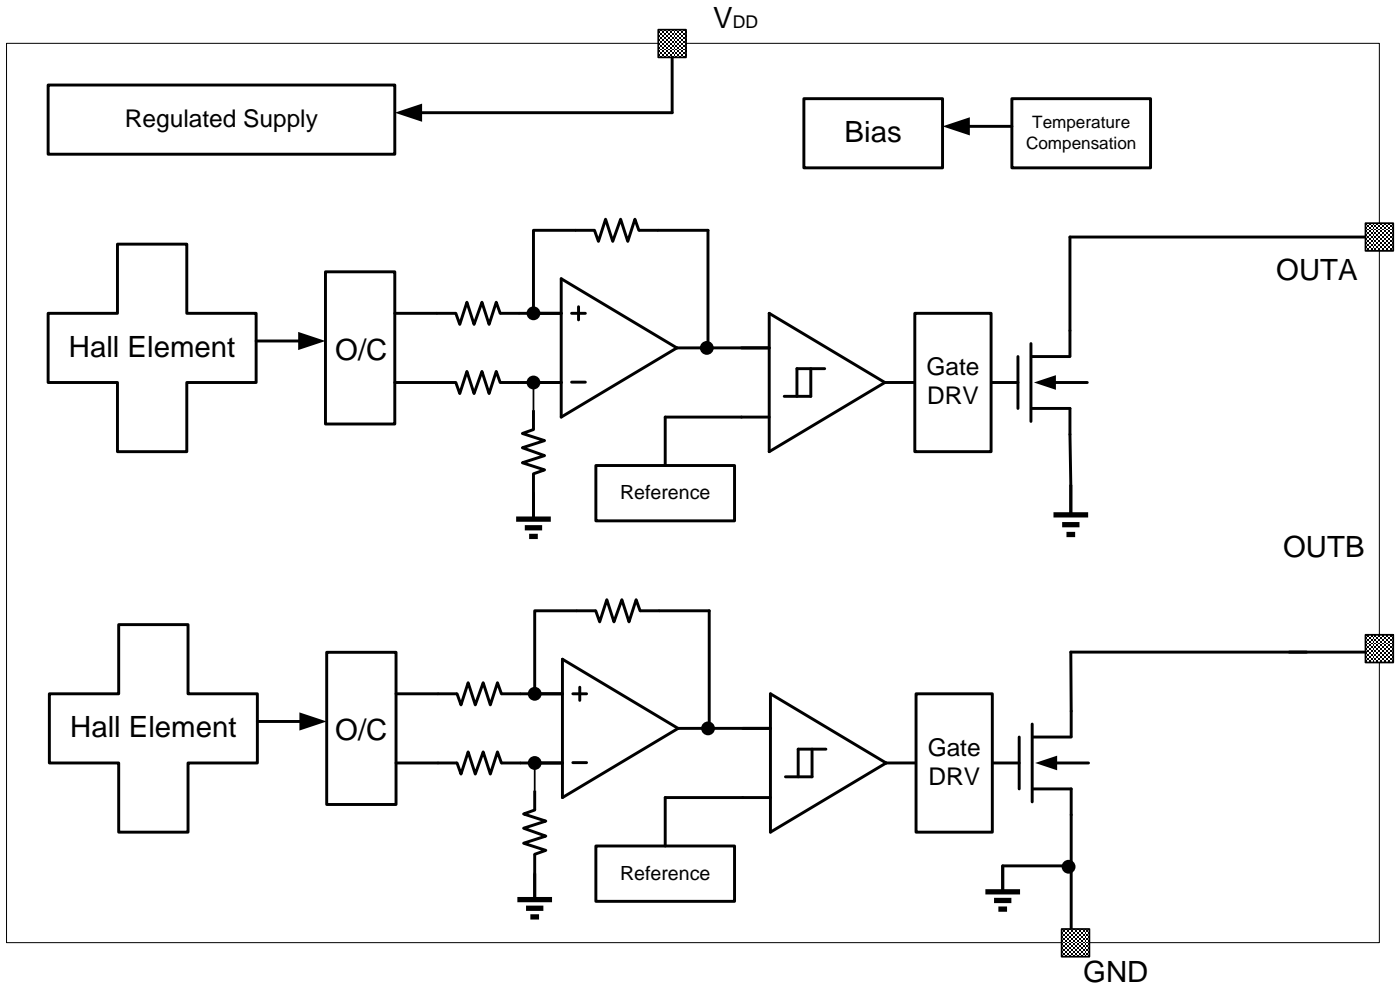 VDD
Regulated Supply
Bias
Temperature
Compensation
OUTA
Hall Element
O/C
+
−
Gate
DRV
Reference
OUTB
Hall Element
O/C
+
−
Gate
DRV
Reference
GND